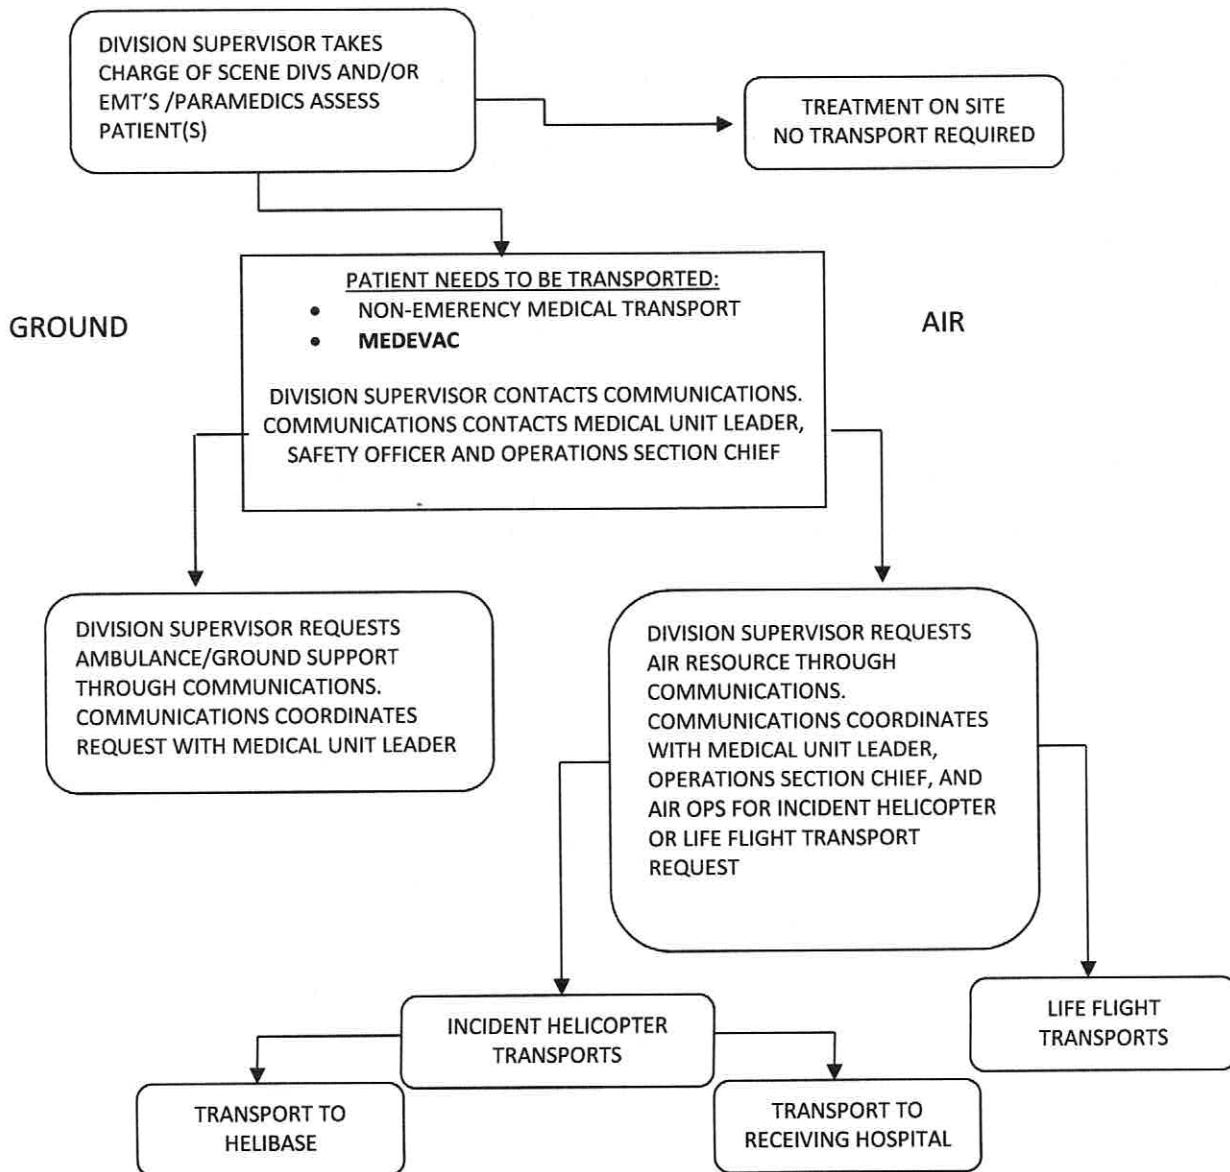 DIVISION SUPERVISOR TAKES
CHARGE OF SCENE DIVS AND/OR
EMT'S /PARAMEDICS ASSESS
PATIENT(S)
TREATMENT ON SITE
NO TRANSPORT REQUIRED
PATIENT NEEDS TO BE TRANSPORTED:
• NON-EMERENCY MEDICAL TRANSPORT
• MEDEVAC
DIVISION SUPERVISOR CONTACTS COMMUNICATIONS.
COMMUNICATIONS CONTACTS MEDICAL UNIT LEADER,
SAFETY OFFICER AND OPERATIONS SECTION CHIEF
GROUND
AIR
DIVISION SUPERVISOR REQUESTS
AMBULANCE/GROUND SUPPORT
THROUGH COMMUNICATIONS.
COMMUNICATIONS COORDINATES
REQUEST WITH MEDICAL UNIT LEADER
DIVISION SUPERVISOR REQUESTS
AIR RESOURCE THROUGH
COMMUNICATIONS.
COMMUNICATIONS COORDINATES
WITH MEDICAL UNIT LEADER,
OPERATIONS SECTION CHIEF, AND
AIR OPS FOR INCIDENT HELICOPTER
OR LIFE FLIGHT TRANSPORT
REQUEST
INCIDENT HELICOPTER
TRANSPORTS
LIFE FLIGHT
TRANSPORTS
TRANSPORT TO
HELIBASE
TRANSPORT TO
RECEIVING HOSPITAL